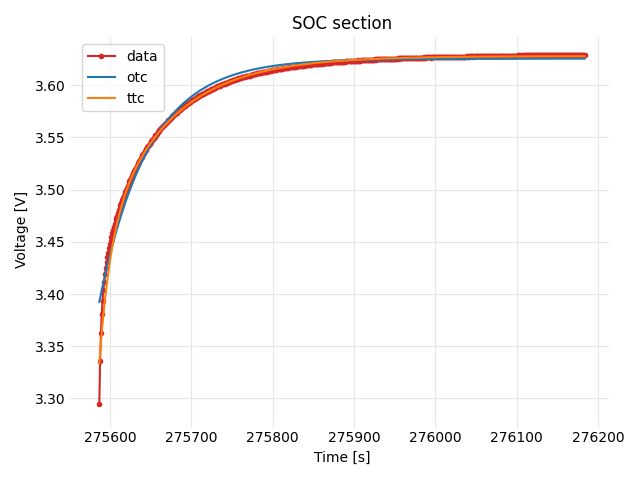 SOC section
data
otc
ttc
3.60
3.55
3.50
3.45
3.40
3.35
3.30
Voltage [V]
275600 275700 275800 275900 276000 276100 276200
Time [s]